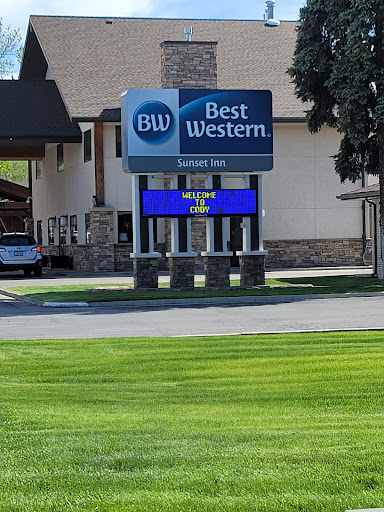 BW
Best
Western®
Sunset Inn
WELCOME
TO
CODY